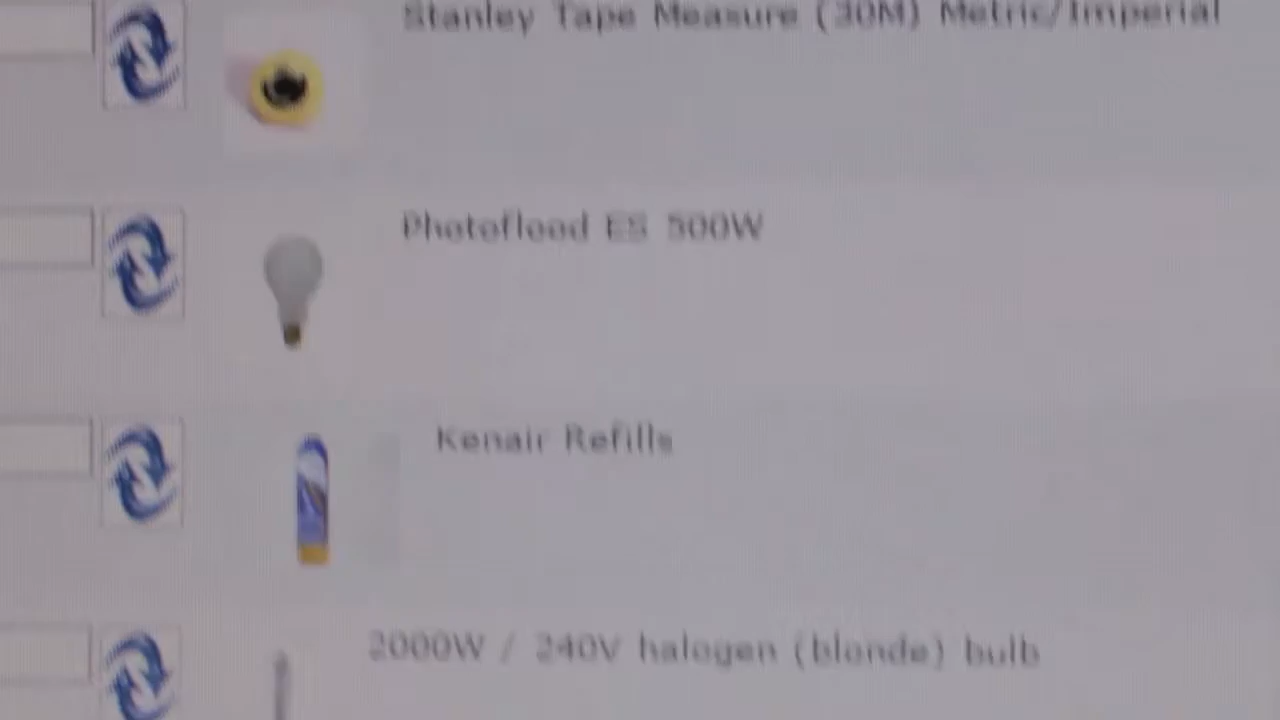 Stanley Tape Measure (30M) Metric/Imperial
Photoflood ES 500W
Kenair Refills
2000W / 240V halogen (blonde) bulb